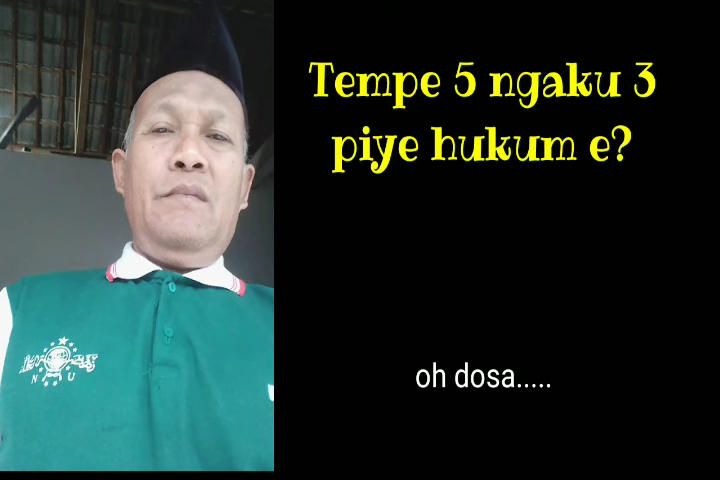 Tempe 5 ngaku 3
piye hukum e?
oh dosa.....
N U